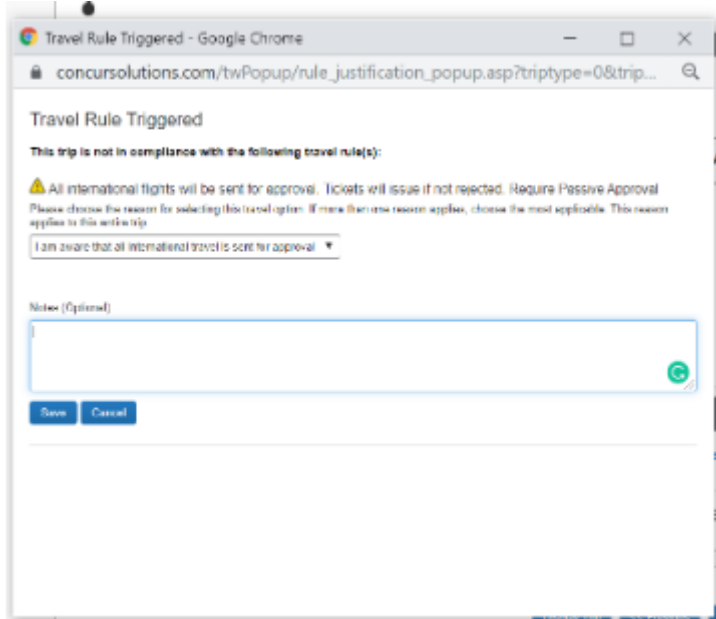 Travel Rule Triggered - Google Chrome
concursolutions.com/twPopup/rule_justification_popup.asp?triptype=0&trip...
Travel Rule Triggered
This trip is not in compliance with the following travel rule(s):
All international flights will be sent for approval. Tickets will issue if not rejected. Require Passive Approval
Please choose the reason for selecting this travel option. If more than one reason applies, choose the most applicable. This reason
applies to this entire trip
I am aware that all international travel is sent for approval
Notes (Optional)
Save Cancel